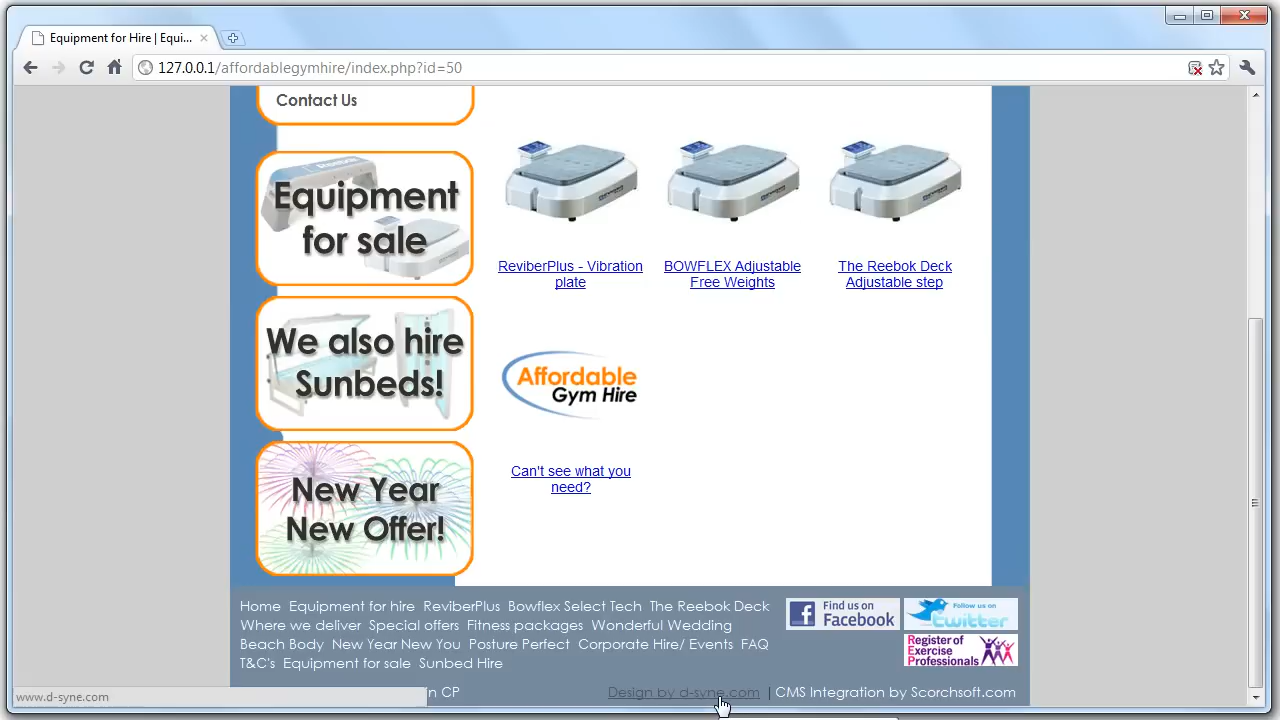 Equipment for Hire | Equi...
127.0.0.1/affordablegymhire/index.php?id=50
Contact Us
Equipment
for sale
We also hire
Sunbeds!
New Year
New Offer!
ReviberPlus - Vibration
plate
BOWFLEX Adjustable
Free Weights
The Reebok Deck
Adjustable step
Affordable
Gym Hire
Can't see what you
need?
Home Equipment for hire ReviberPlus Bowflex Select Tech The Reebok Deck
Where we deliver Special offers Fitness packages Wonderful Wedding
Beach Body New Year New You Posture Perfect Corporate Hire/ Events FAQ
T&C's Equipment for sale Sunbed Hire
Find us on
Facebook
Follow us on
twitter
Register of
Exercise
Professionals
www.d-syne.com
n CP
Design by d-syne.com | CMS Integration by Scorchsoft.com